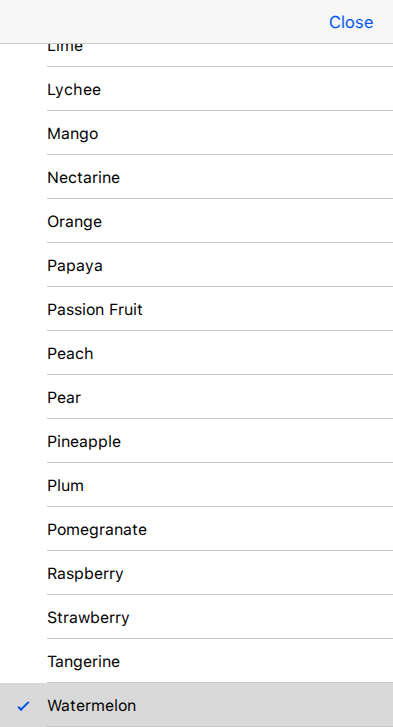 Close
Lime
Lychee
Mango
Nectarine
Orange
Papaya
Passion Fruit
Peach
Pear
Pineapple
Plum
Pomegranate
Raspberry
Strawberry
Tangerine
Watermelon